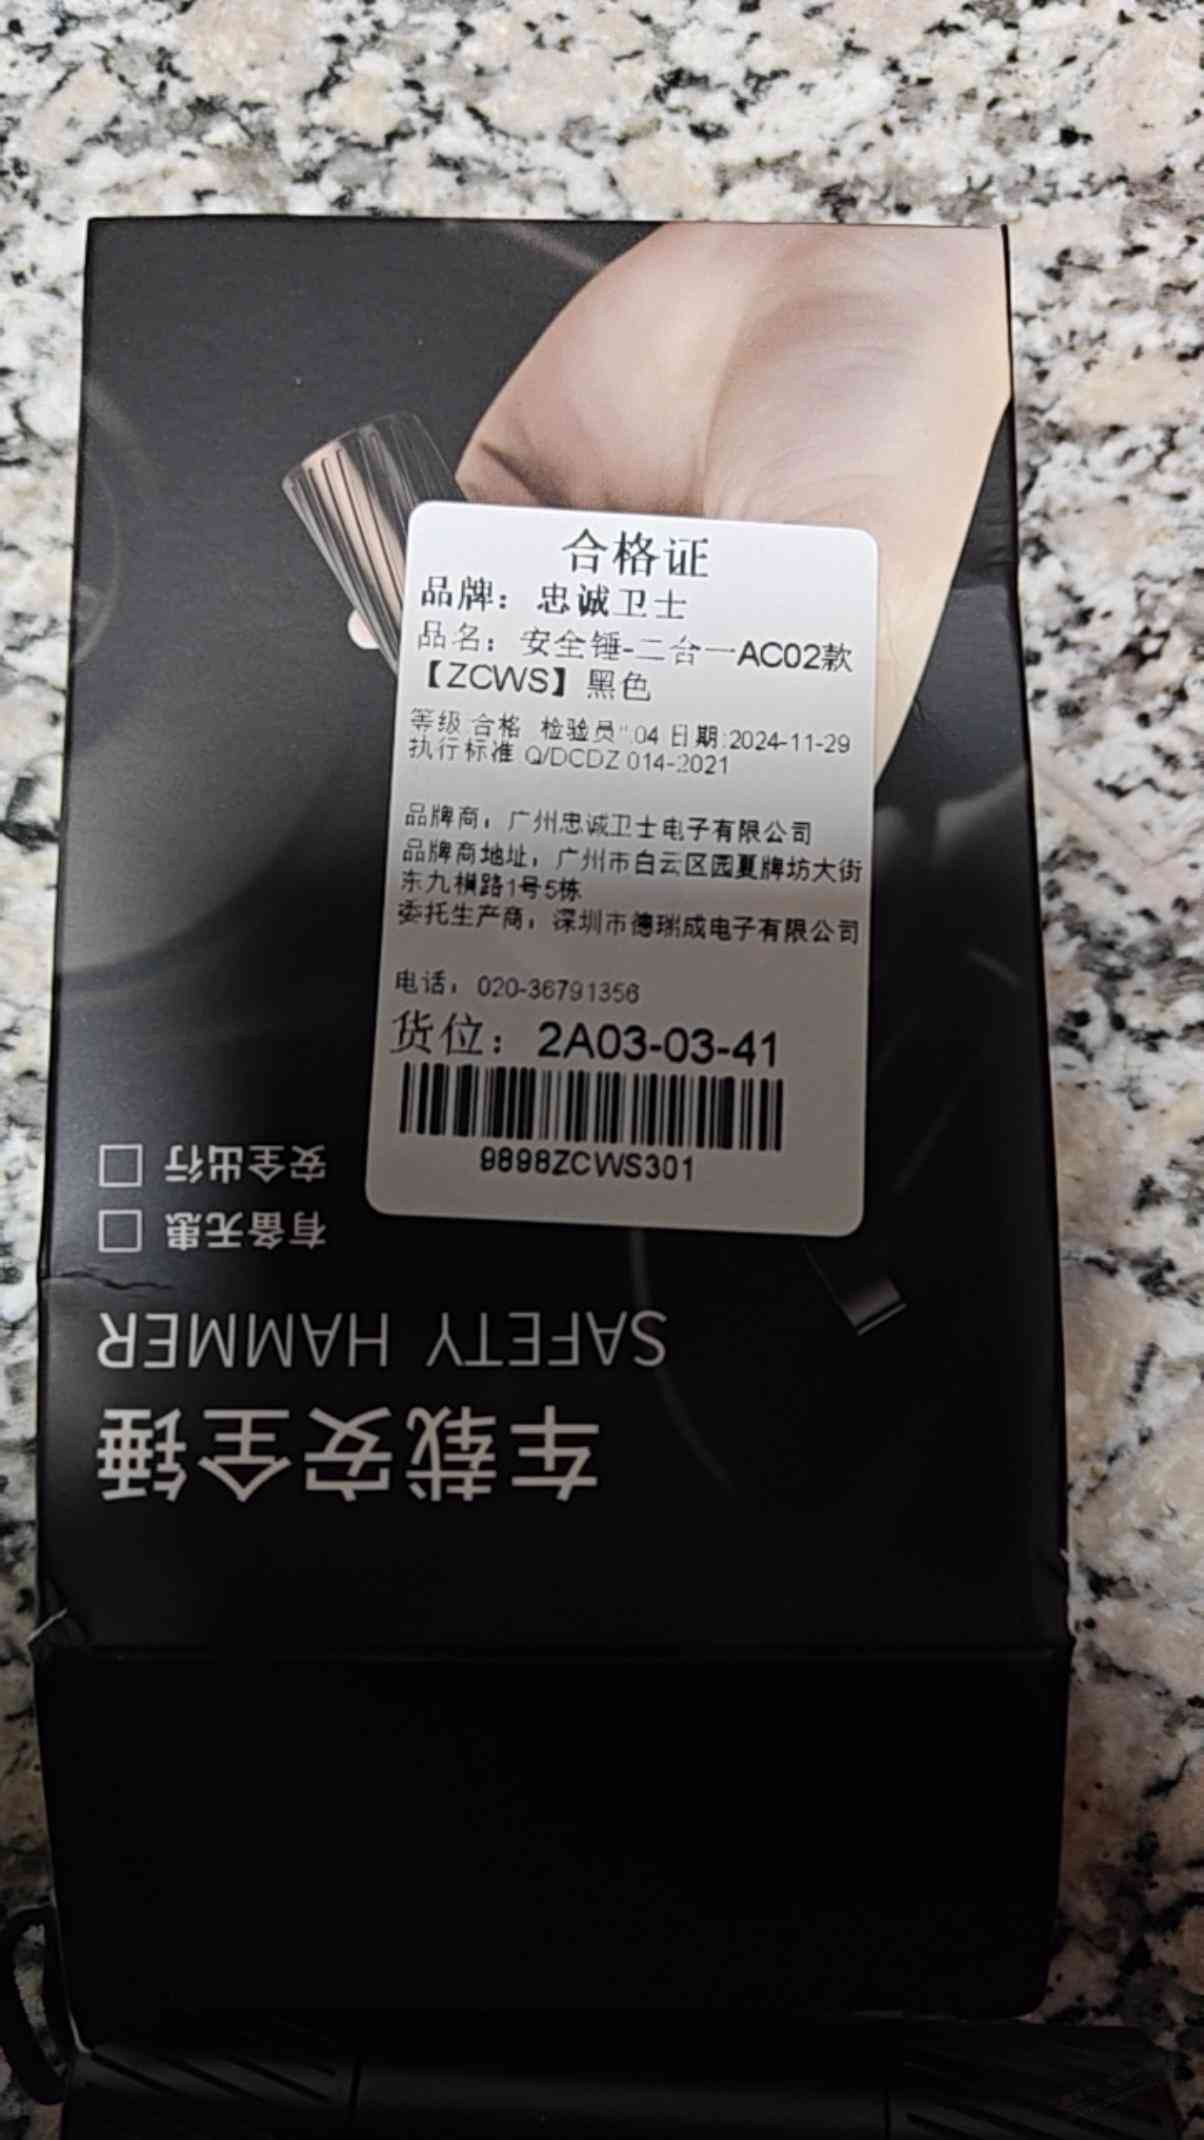 合格证
品牌：忠诚卫士
品名：安全锤-二合一AC02款
【ZCWS】黑色
等级 合格 检验员 04 日期:2024-11-29
执行标准 Q/DCDZ 014-2021
品牌商：广州忠诚卫士电子有限公司
品牌商地址：广州市白云区园夏牌坊大街
东九横路1号5栋
委托生产商：深圳市德瑞成电子有限公司
电话：020-36791356
货位：2A03-03-41
9898ZCWS301
车载安全锤
SAFETY HAMMER
有备无患
安全出行